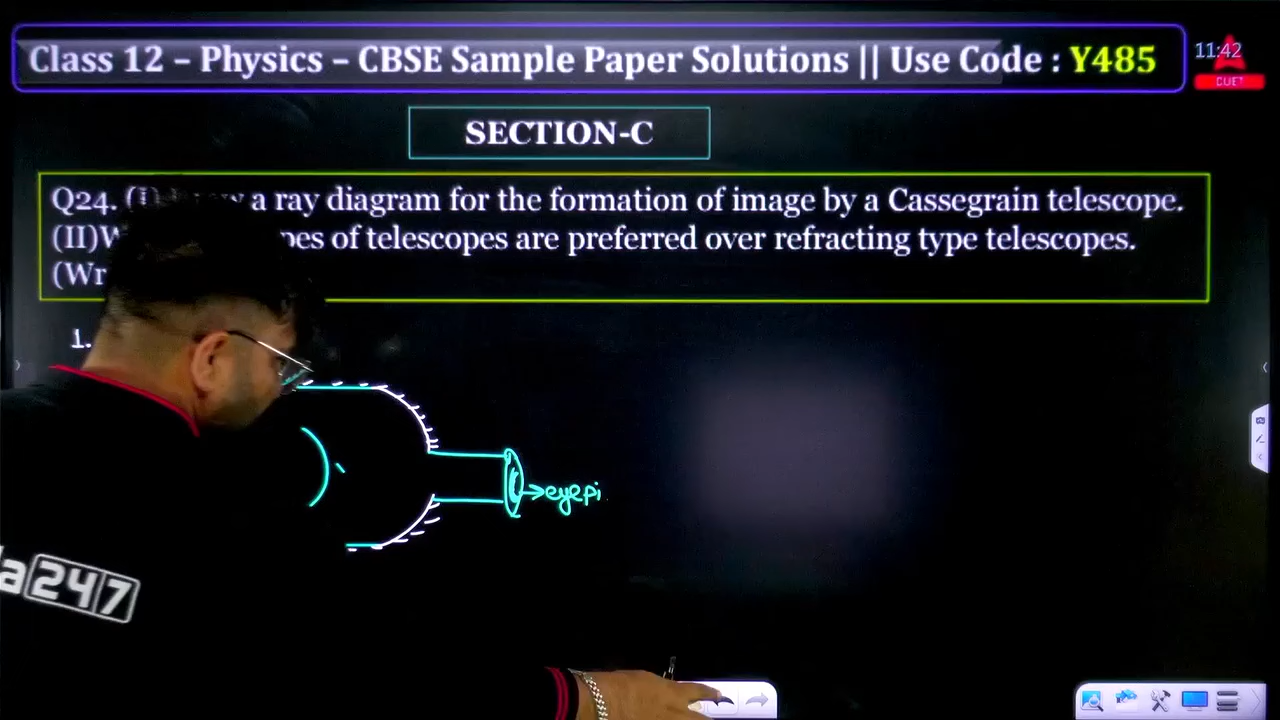 Class 12 – Physics – CBSE Sample Paper Solutions || Use Code : Y485
11:42
CUET
SECTION-C
Q24. (I) a ray diagram for the formation of image by a Cassegrain telescope.
(II)W pes of telescopes are preferred over refracting type telescopes.
(Wr
1.
→eyepi
a247